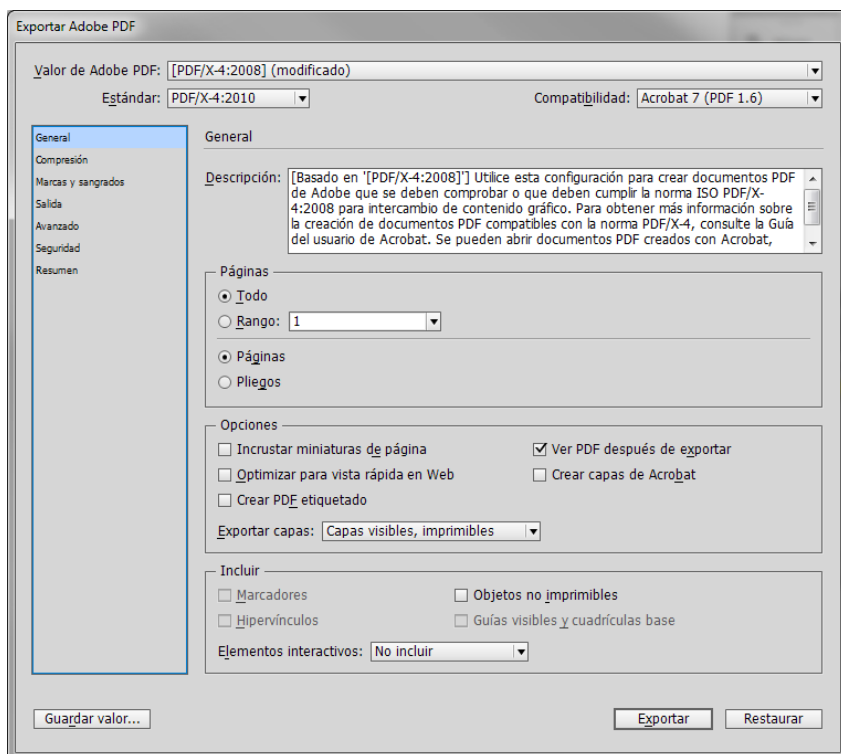 Exportar Adobe PDF
Valor de Adobe PDF: [PDF/X-4:2008] (modificado)
Estándar: PDF/X-4:2010 Compatibilidad: Acrobat 7 (PDF 1.6)
General
Compresión
Marcas y sangrados
Salida
Avanzado
Seguridad
Resumen
General
Descripción: [Basado en '[PDF/X-4:2008]'] Utilice esta configuración para crear documentos PDF
de Adobe que se deben comprobar o que deben cumplir la norma ISO PDF/X-
4:2008 para intercambio de contenido gráfico. Para obtener más información sobre
la creación de documentos PDF compatibles con la norma PDF/X-4, consulte la Guía
del usuario de Acrobat. Se pueden abrir documentos PDF creados con Acrobat,
Páginas
Todo
Rango: 1
Páginas
Pliegos
Opciones
Incrustar miniaturas de página Ver PDF después de exportar
Optimizar para vista rápida en Web Crear capas de Acrobat
Crear PDF etiquetado
Exportar capas: Capas visibles, imprimibles
Incluir
Marcadores Objetos no imprimibles
Hipervínculos Guías visibles y cuadrículas base
Elementos interactivos: No incluir
Guardar valor... Exportar Restaurar